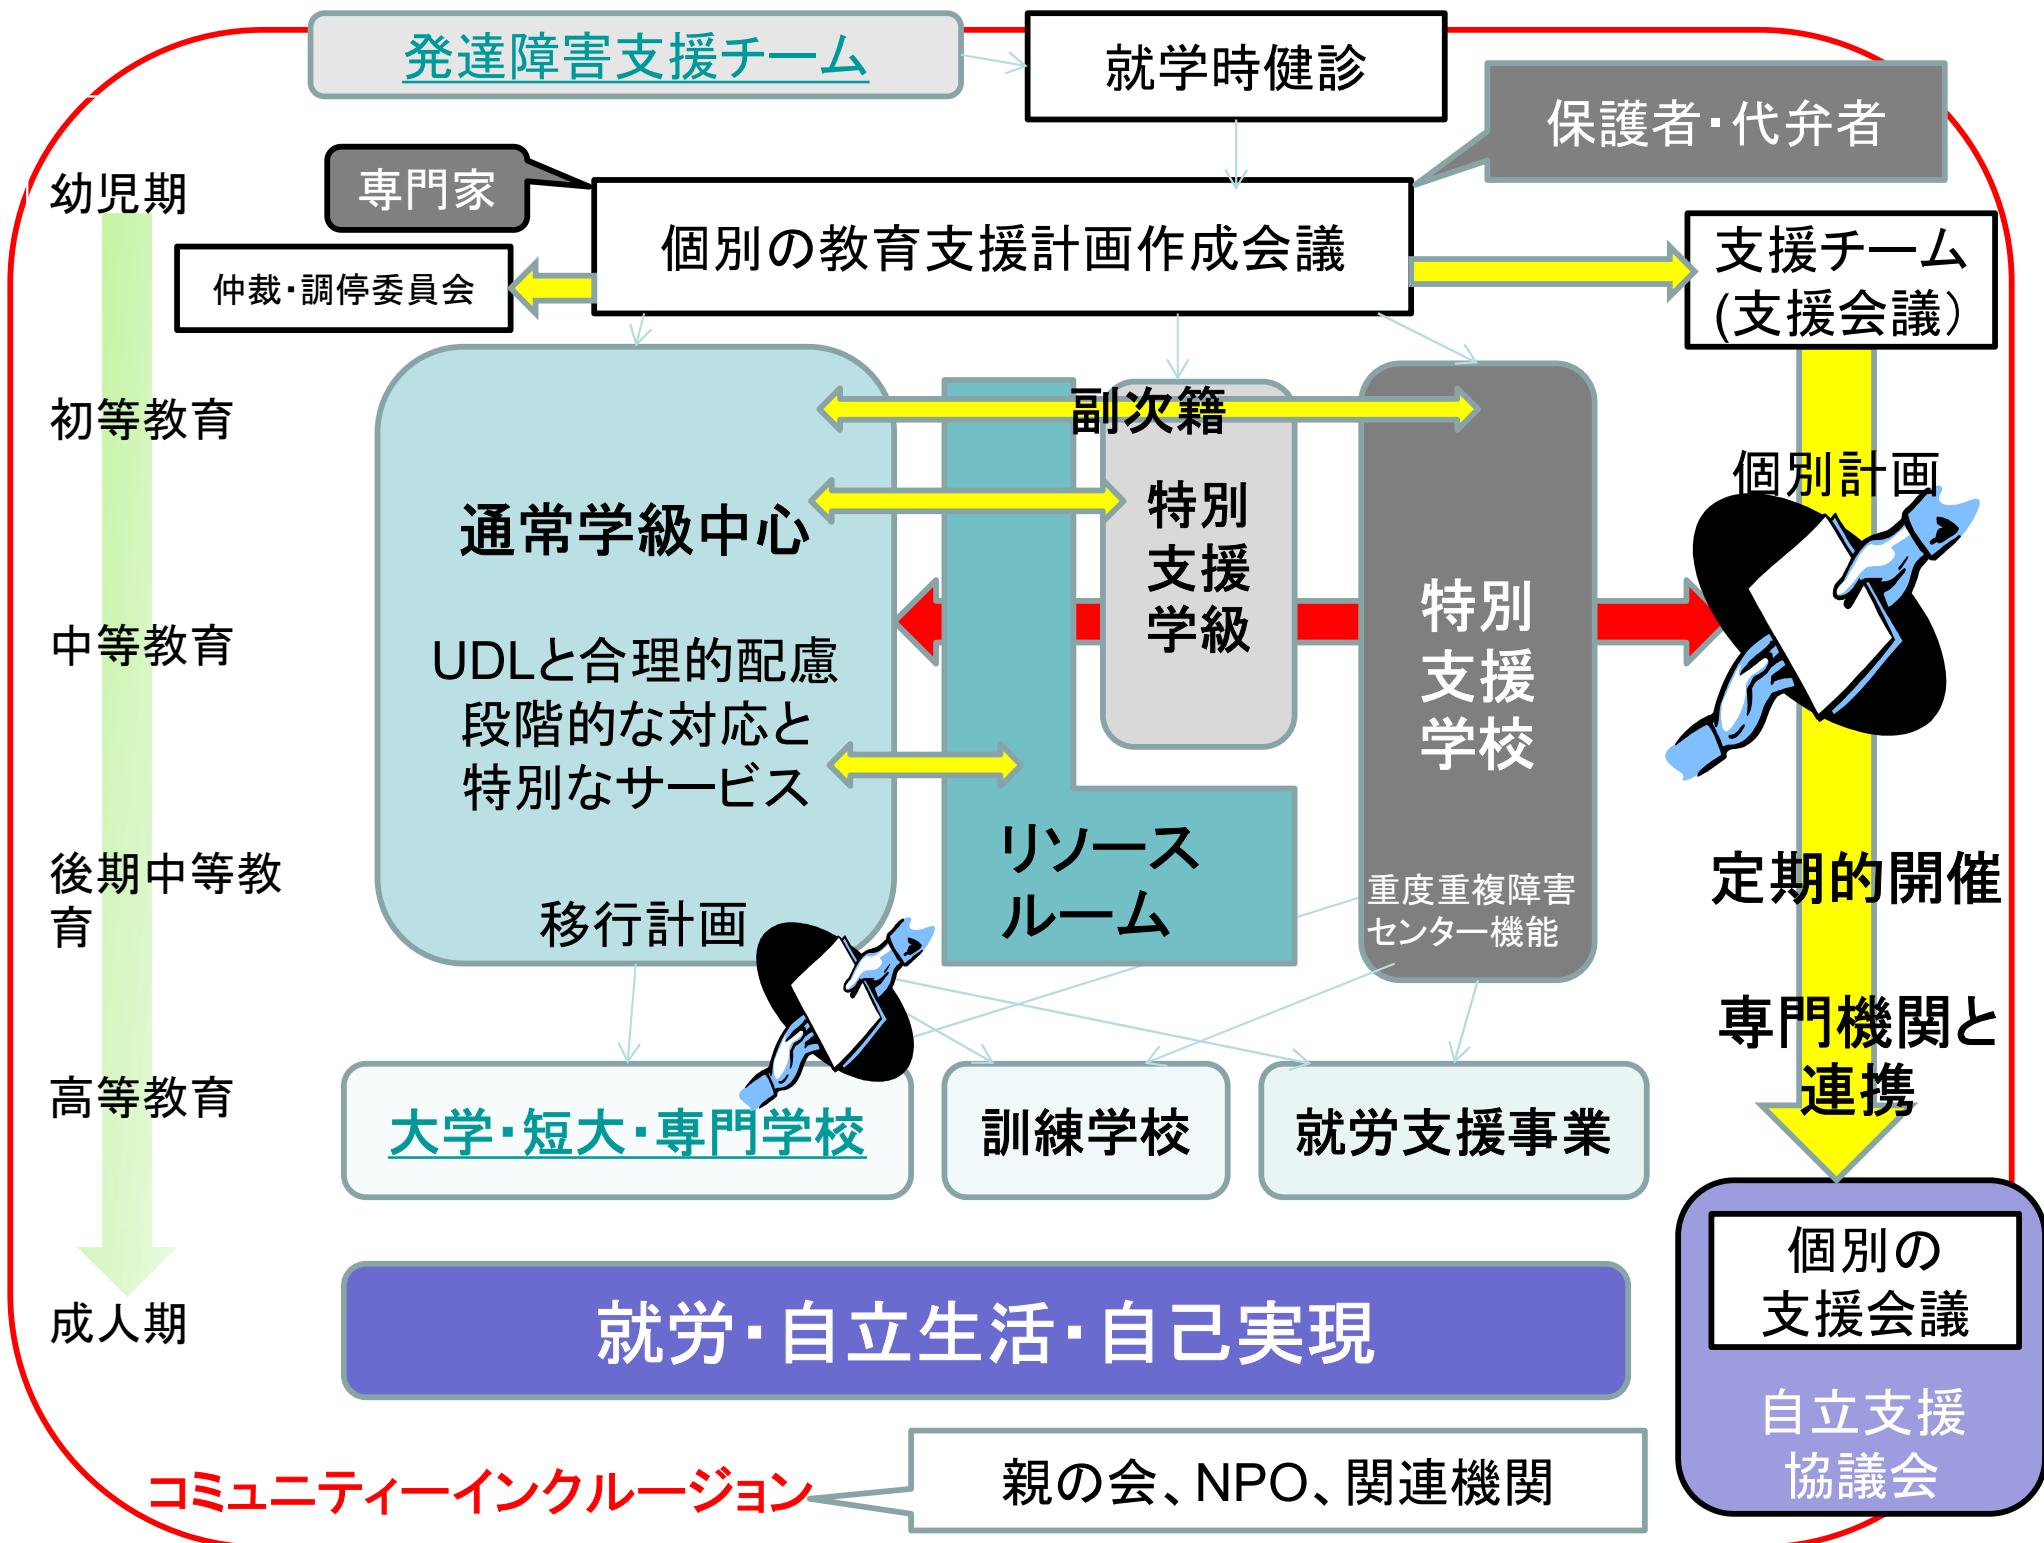 発達障害支援チーム
就学時健診
保護者・代弁者
専門家
幼児期
個別の教育支援計画作成会議
仲裁・調停委員会
支援チーム
(支援会議）
初等教育
副次籍
個別計画
通常学級中心
特別
支援
学級
中等教育
UDLと合理的配慮
段階的な対応と
特別なサービス
特別
支援
学校
リソース
ルーム
後期中等教
育
移行計画
重度重複障害
センター機能
定期的開催
専門機関と
連携
高等教育
大学・短大・専門学校
訓練学校
就労支援事業
成人期
就労・自立生活・自己実現
個別の
支援会議
自立支援
協議会
コミュニティーインクルージョン
親の会、NPO、関連機関